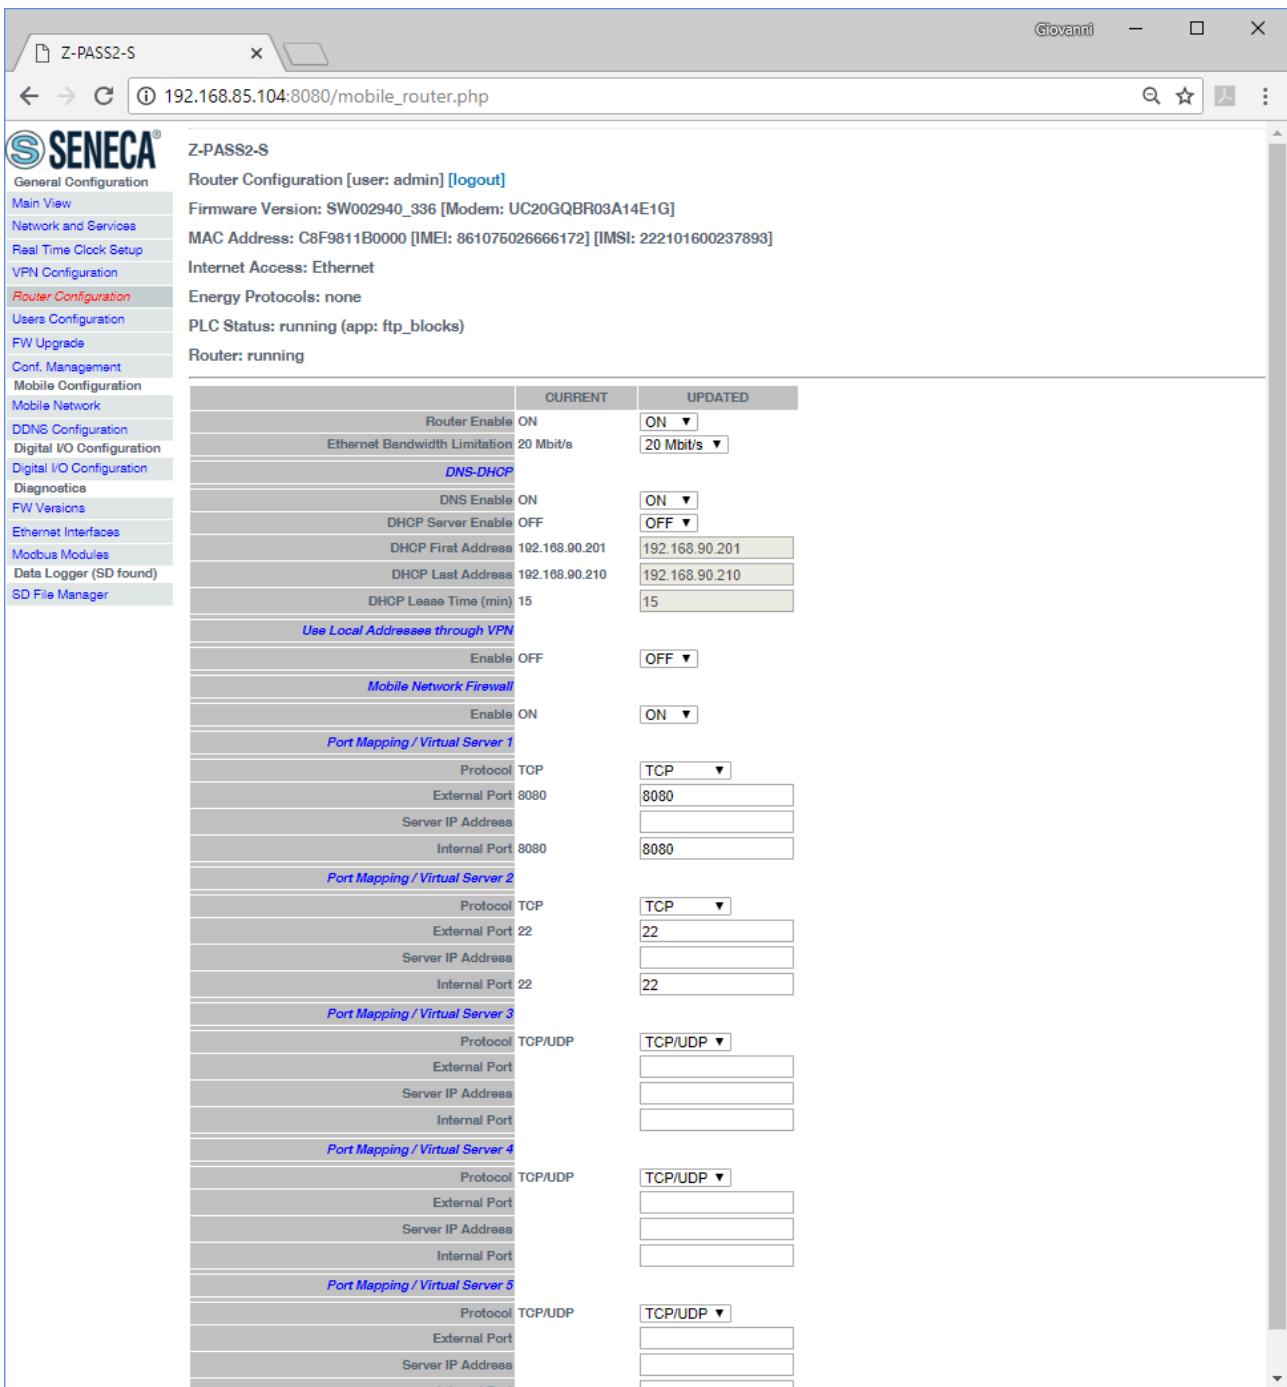 Giovanni
Z-PASS2-S
192.168.85.104:8080/mobile_router.php
SENECA®
General Configuration
Main View
Network and Services
Real Time Clock Setup
VPN Configuration
Router Configuration
Users Configuration
FW Upgrade
Conf. Management
Mobile Configuration
Mobile Network
DDNS Configuration
Digital I/O Configuration
Digital I/O Configuration
Diagnostics
FW Versions
Ethernet Interfaces
Modbus Modules
Data Logger (SD found)
SD File Manager
Z-PASS2-S
Router Configuration [user: admin] [logout]
Firmware Version: SW002940_336 [Modem: UC20GQBR03A14E1G]
MAC Address: C8F9811B0000 [IMEI: 861075026666172] [IMSI: 222101600237893]
Internet Access: Ethernet
Energy Protocols: none
PLC Status: running (app: ftp_blocks)
Router: running
CURRENT UPDATED
Router Enable ON ON
Ethernet Bandwidth Limitation 20 Mbit/s 20 Mbit/s
DNS-DHCP
DNS Enable ON ON
DHCP Server Enable OFF OFF
DHCP First Address 192.168.90.201 192.168.90.201
DHCP Last Address 192.168.90.210 192.168.90.210
DHCP Lease Time (min) 15 15
Use Local Addresses through VPN
Enable OFF OFF
Mobile Network Firewall
Enable ON ON
Port Mapping / Virtual Server 1
Protocol TCP TCP
External Port 8080 8080
Server IP Address
Internal Port 8080 8080
Port Mapping / Virtual Server 2
Protocol TCP TCP
External Port 22 22
Server IP Address
Internal Port 22 22
Port Mapping / Virtual Server 3
Protocol TCP/UDP TCP/UDP
External Port
Server IP Address
Internal Port
Port Mapping / Virtual Server 4
Protocol TCP/UDP TCP/UDP
External Port
Server IP Address
Internal Port
Port Mapping / Virtual Server 5
Protocol TCP/UDP TCP/UDP
External Port
Server IP Address